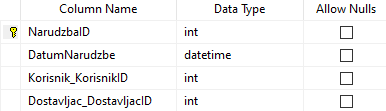 Column Name Data Type Allow Nulls
NarudzbaID int
DatumNarudzbe datetime
Korisnik_KorisnikID int
Dostavljac_DostavljacID int